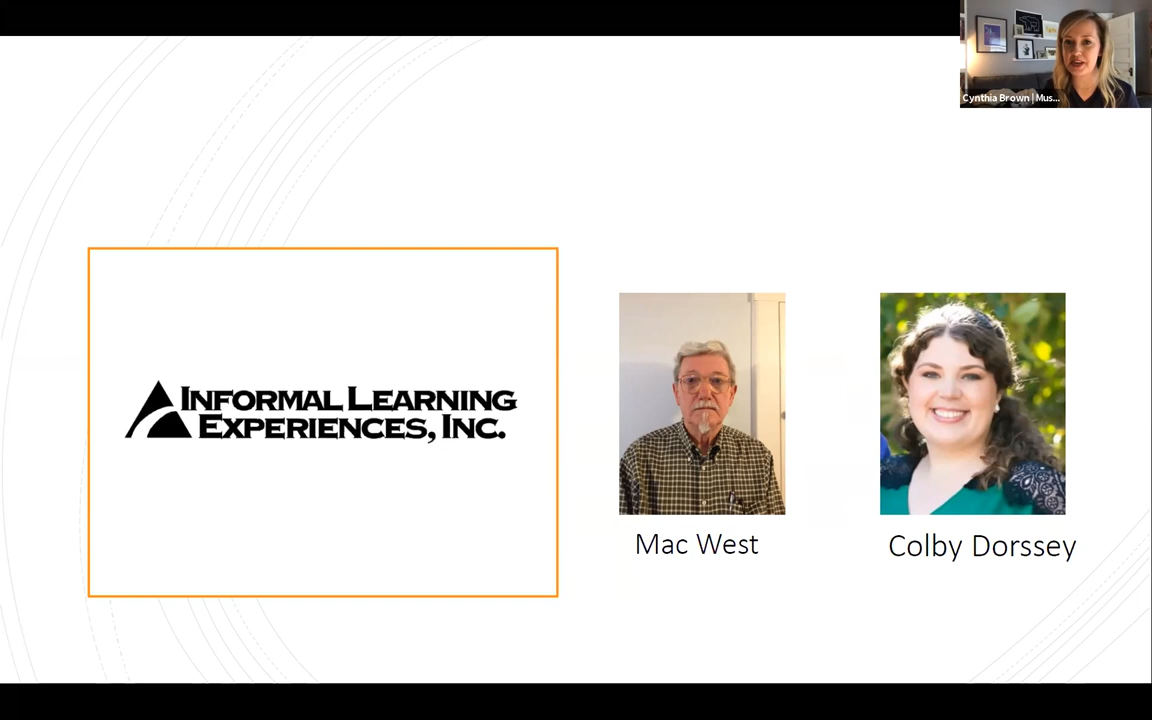 Cynthia Brown | Mus...
INFORMAL LEARNING
EXPERIENCES, INC.
Mac West
Colby Dorssey